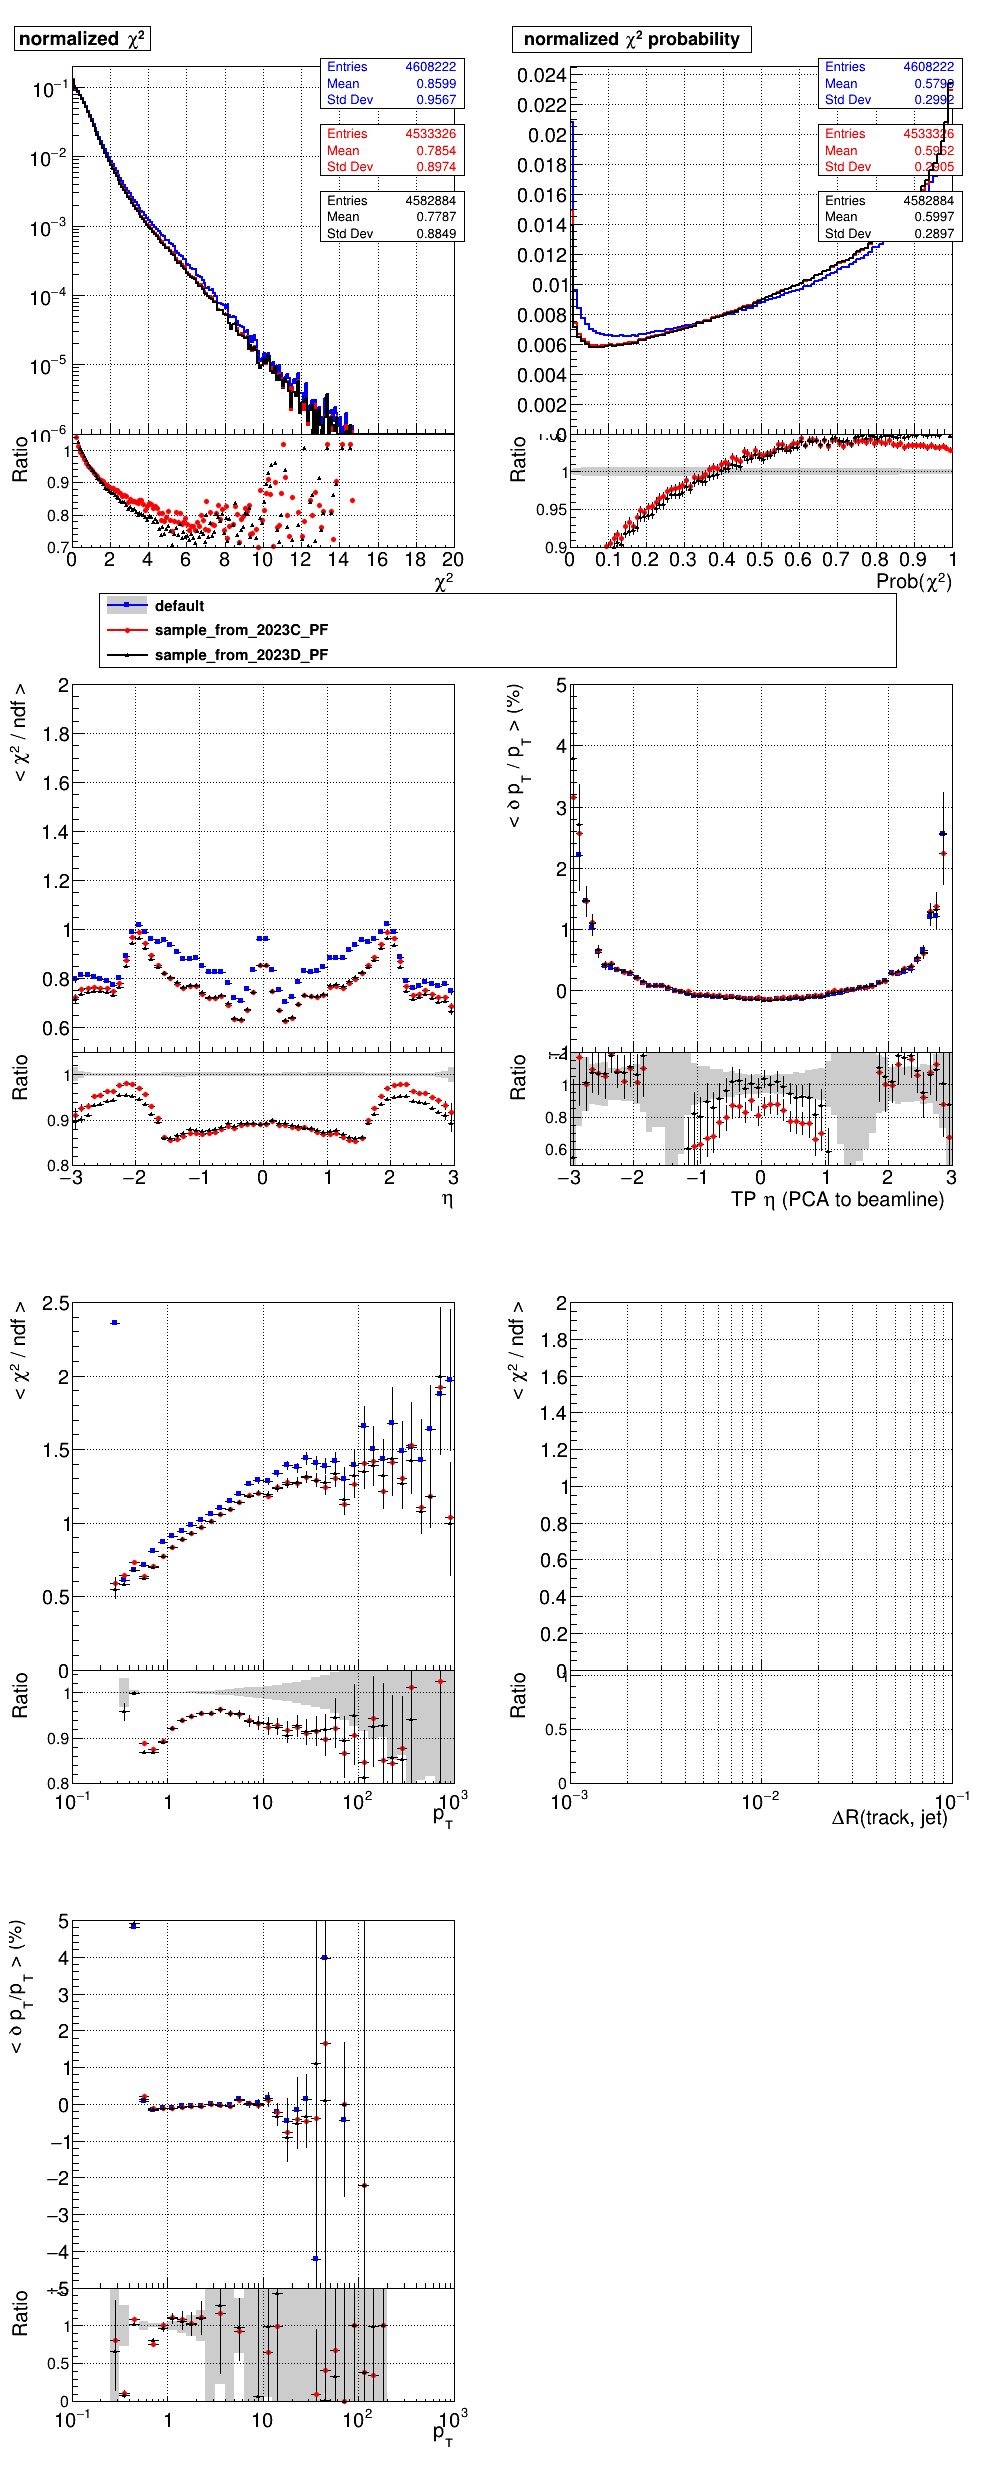 normalized χ²
Entries 4608222
Mean 0.8599
Std Dev 0.9567
Entries 4533326
Mean 0.7854
Std Dev 0.8974
Entries 4582884
Mean 0.7787
Std Dev 0.8849
10⁻¹
10⁻²
10⁻³
10⁻⁴
10⁻⁵
10⁻⁶
Ratio
1
0.9
0.8
0.7
0 2 4 6 8 10 12 14 16 18 20
χ²
normalized χ² probability
Entries 4608222
Mean
Std Dev
Entries 4533326
Mean
Std Dev
Entries 4582884
Mean 0.5997
Std Dev 0.2897
0.024
0.022
0.02
0.018
0.016
0.014
0.012
0.01
0.008
0.006
0.004
0.002
0
Ratio
1
0.95
0.9
0 0.1 0.2 0.3 0.4 0.5 0.6 0.7 0.8 0.9 1
Prob(χ²)
default
sample_from_2023C_PF
sample_from_2023D_PF
< χ² / ndf >
2
1.8
1.6
1.4
1.2
1
0.8
0.6
Ratio
1
0.9
0.8
−3 −2 −1 0 1 2 3
η
< δ p_T / p_T > (%)
5
4
3
2
1
0
Ratio
1
0.8
0.6
−3 −2 −1 0 1 2 3
TP η (PCA to beamline)
< χ² / ndf >
2.5
2
1.5
1
0.5
0
Ratio
1
0.9
0.8
10⁻¹ 1 10 10² 10³
p_T
< χ² / ndf >
2
1.8
1.6
1.4
1.2
1
0.8
0.6
0.4
0.2
0
Ratio
1
0.5
0
10⁻³ 10⁻² 10⁻¹
ΔR(track, jet)
< δ p_T/p_T > (%)
5
4
3
2
1
0
−1
−2
−3
−4
−5
Ratio
1
0.5
0
10⁻¹ 1 10 10² 10³
p_T